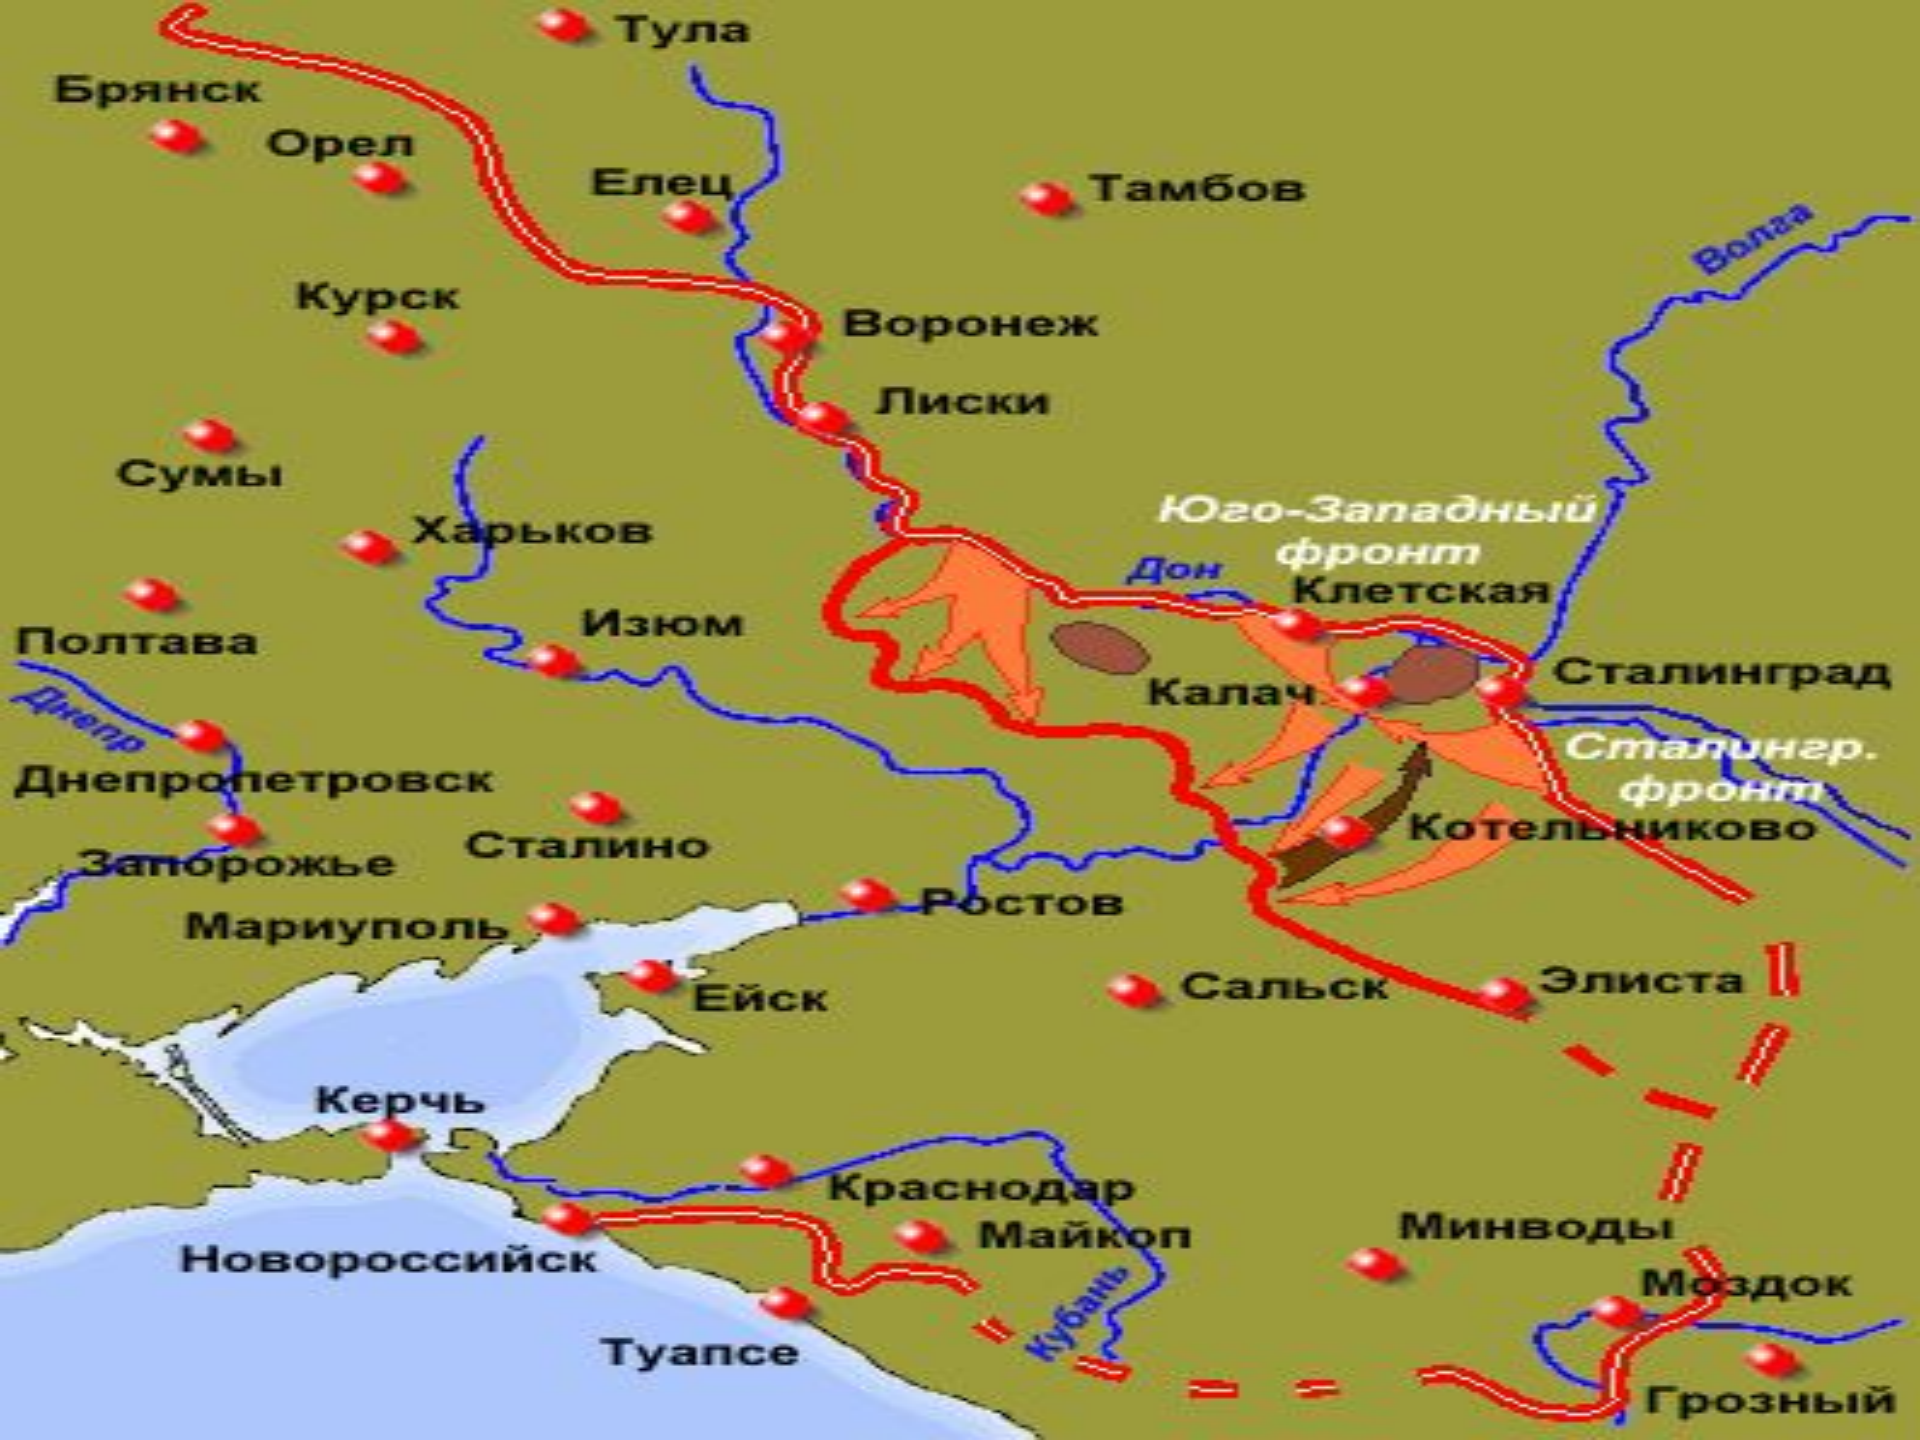 Тула
Брянск
Орел
Елец
Тамбов
Волга
Курск
Воронеж
Лиски
Сумы
Юго-Западный
фронт
Харьков
Дон
Клетская
Изюм
Полтава
Сталинград
Калач
Днепр
Сталингр.
фронт
Днепропетровск
Котельниково
Сталино
Запорожье
Ростов
Мариуполь
Элиста
Сальск
Ейск
Керчь
Краснодар
Майкоп
Минводы
Новороссийск
Моздок
Кубань
Туапсе
Грозный